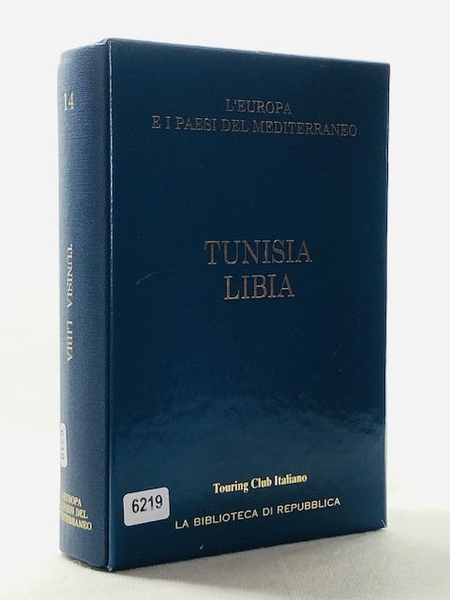 L'EUROPA
E I PAESI DEL MEDITERRANEO
TUNISIA
LIBIA
Touring Club Italiano
6219
LA BIBLIOTECA DI REPUBBLICA
14
TUNISIA LIBIA
6219
L'EUROPA
E I PAESI DEL
MEDITERRANEO